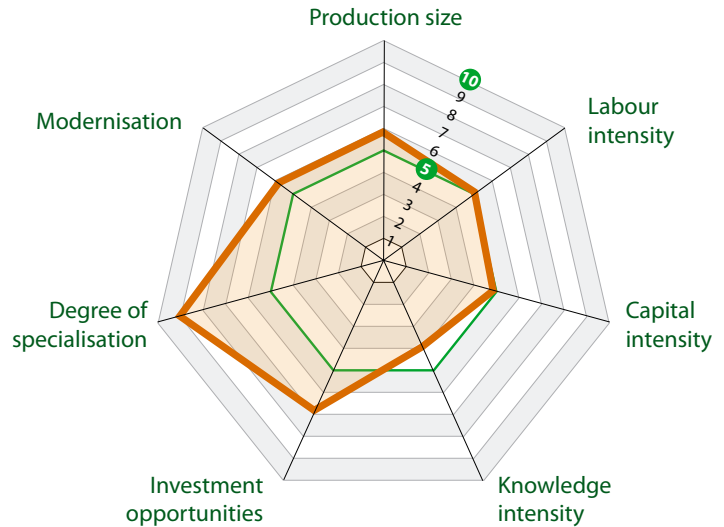 Production size
10
9
8
7
6
5
4
3
2
1
Labour
intensity
Capital
intensity
Knowledge
intensity
Investment
opportunities
Degree of
specialisation
Modernisation